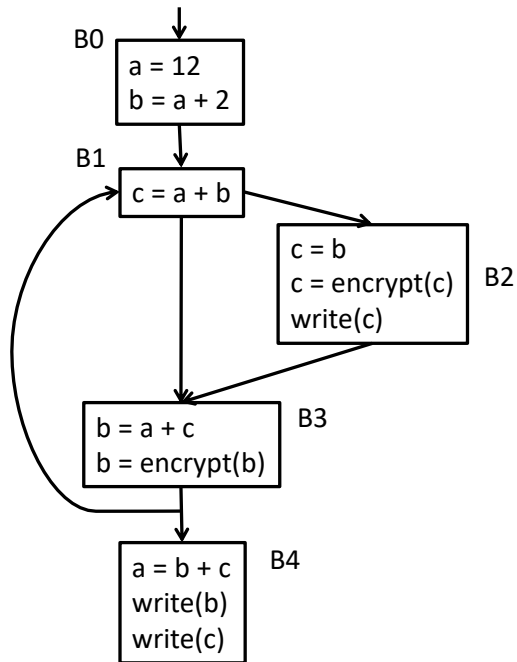 B0
a = 12
b = a + 2
B1
c = a + b
c = b
c = encrypt(c)
write(c)
B2
b = a + c
b = encrypt(b)
B3
a = b + c
write(b)
write(c)
B4